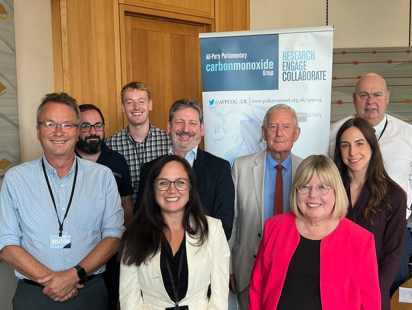 All-Party Parliamentary
carbonmonoxide
Group
RESEARCH
ENGAGE
COLLABORATE
@APPCOG_UK